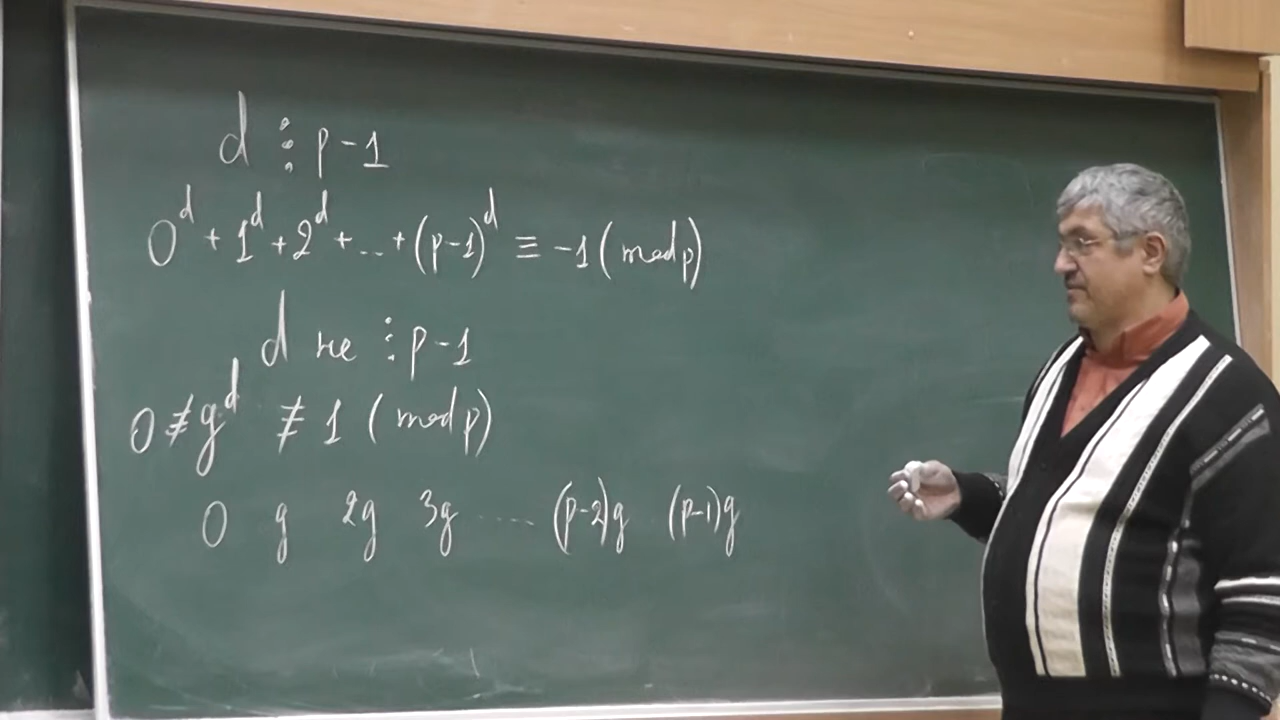 d ⋮ p-1
0^d + 1^d + 2^d + ... + (p-1)^d ≡ -1 (mod p)
d не ⋮ p-1
0 ≢ g^d ≢ 1 (mod p)
0 g 2g 3g .... (p-2)g (p-1)g